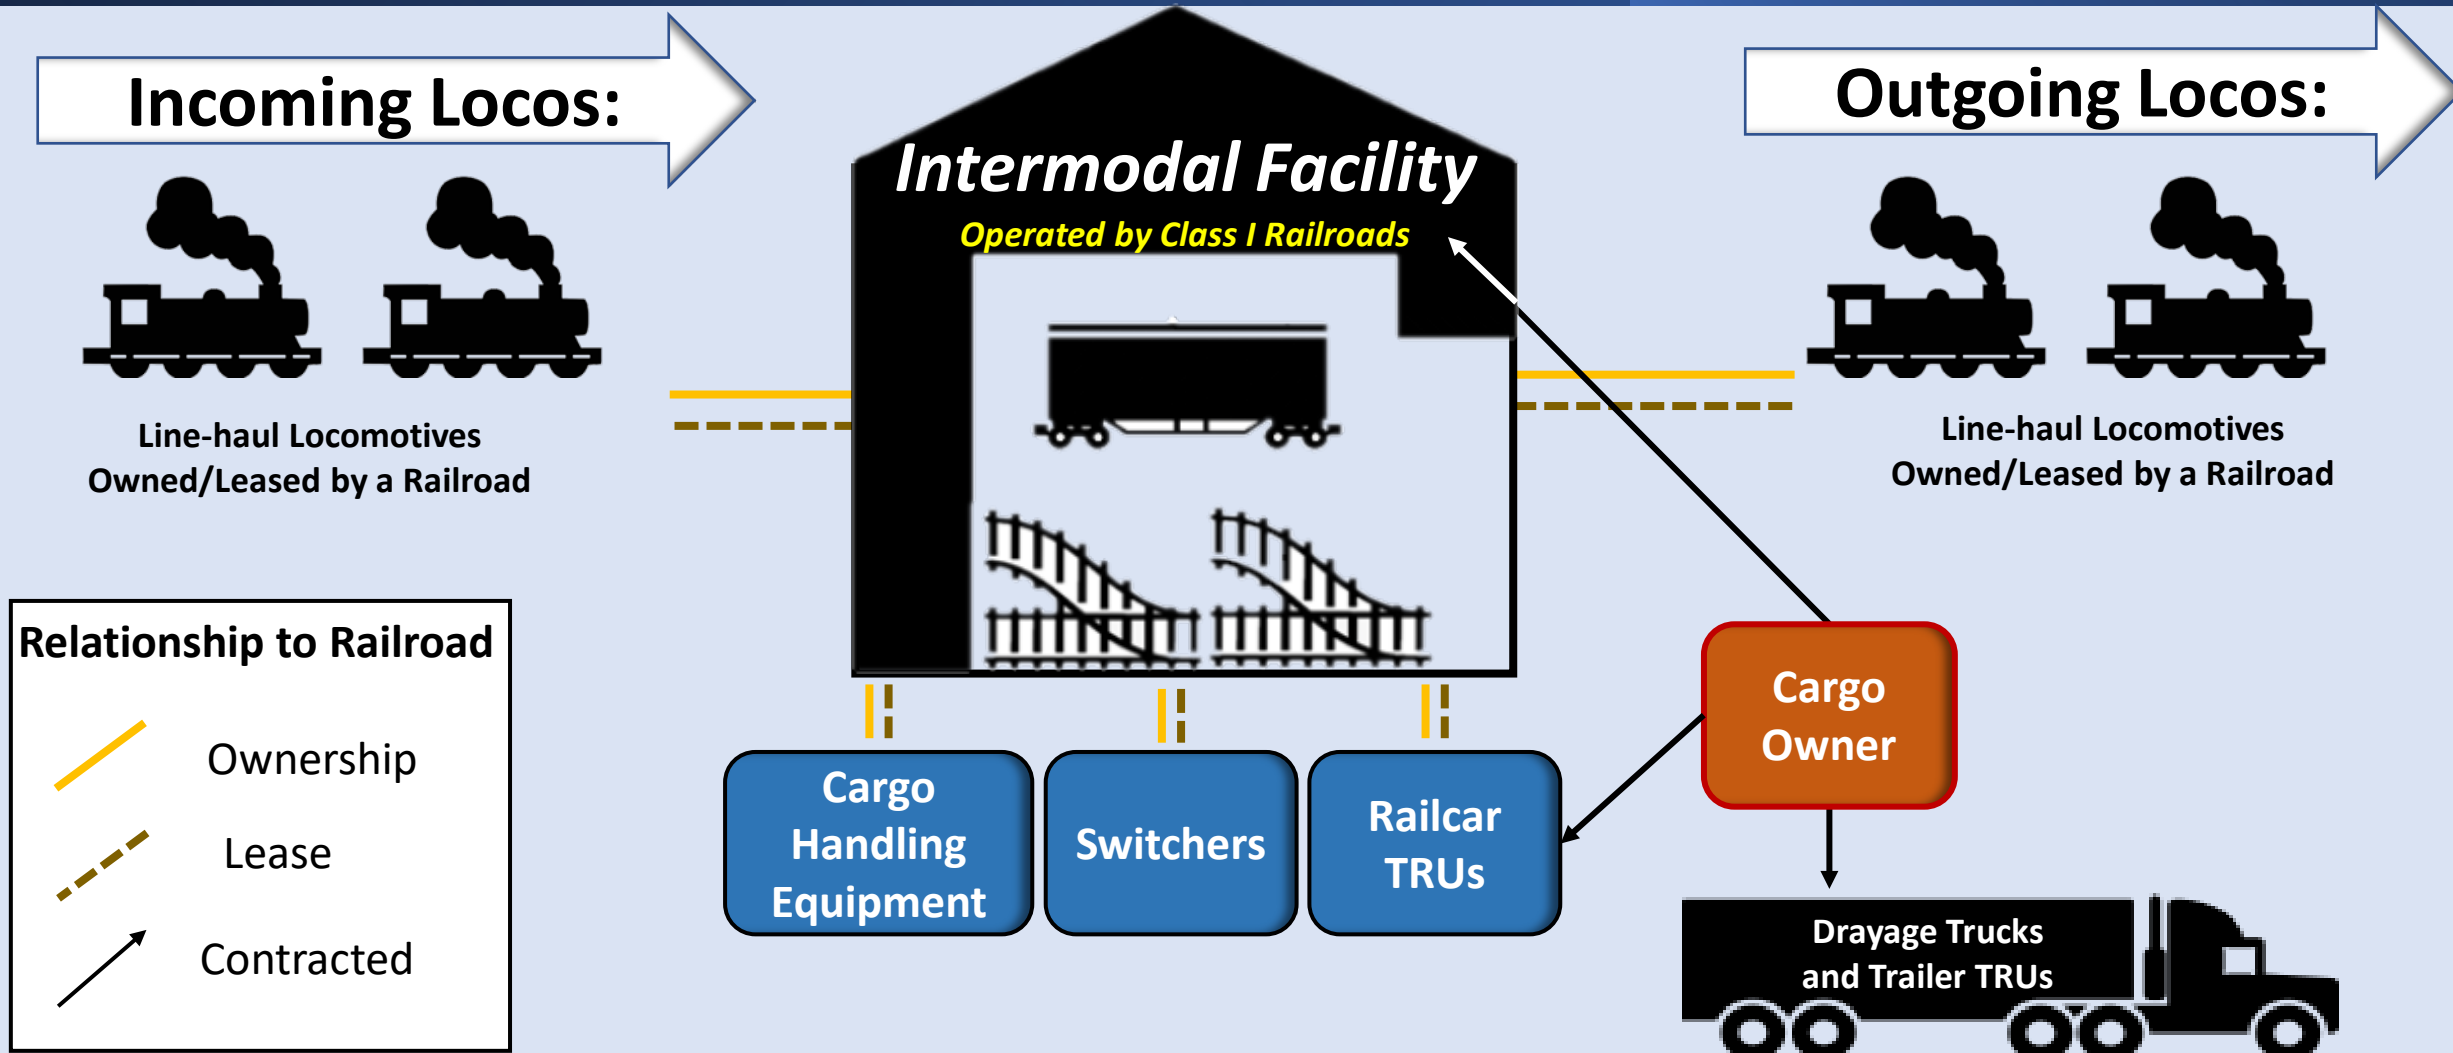 Incoming Locos:
Outgoing Locos:
Intermodal Facility
Operated by Class I Railroads
Line-haul Locomotives
Owned/Leased by a Railroad
Line-haul Locomotives
Owned/Leased by a Railroad
Relationship to Railroad
Ownership
Lease
Contracted
Cargo
Handling
Equipment
Switchers
Railcar
TRUs
Cargo
Owner
Drayage Trucks
and Trailer TRUs